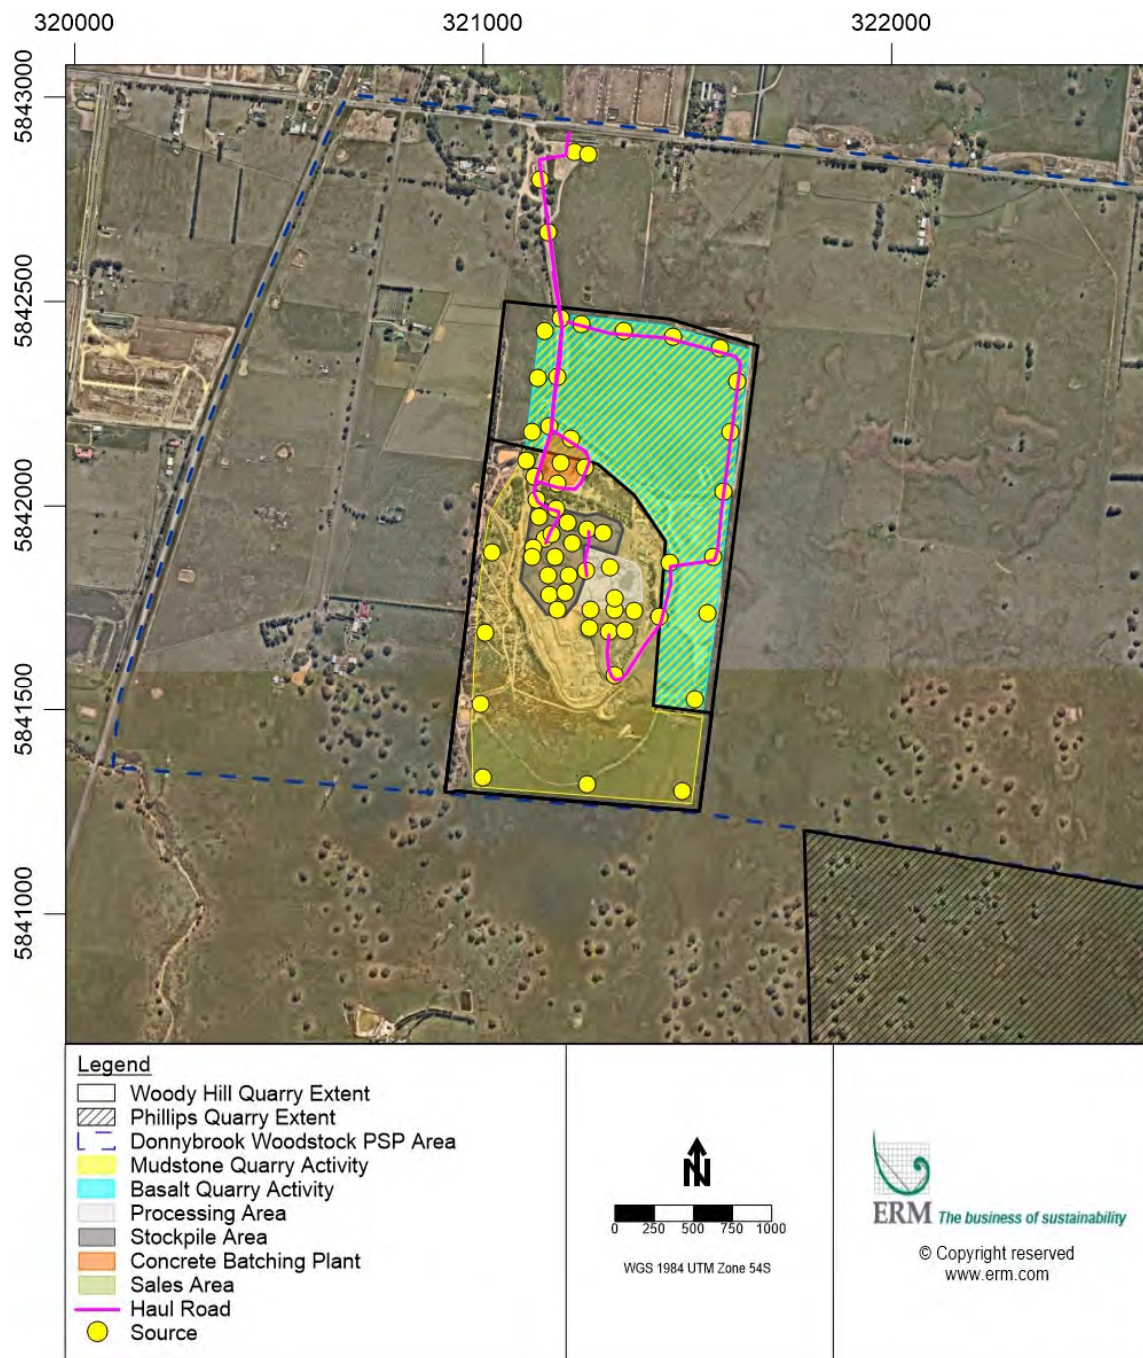 320000
321000
322000
5843000
5842500
5842000
5841500
5841000
Legend
Woody Hill Quarry Extent
Phillips Quarry Extent
Donnybrook Woodstock PSP Area
Mudstone Quarry Activity
Basalt Quarry Activity
Processing Area
Stockpile Area
Concrete Batching Plant
Sales Area
Haul Road
Source
N
0 250 500 750 1000
WGS 1984 UTM Zone 54S
ERM The business of sustainability
© Copyright reserved
www.erm.com